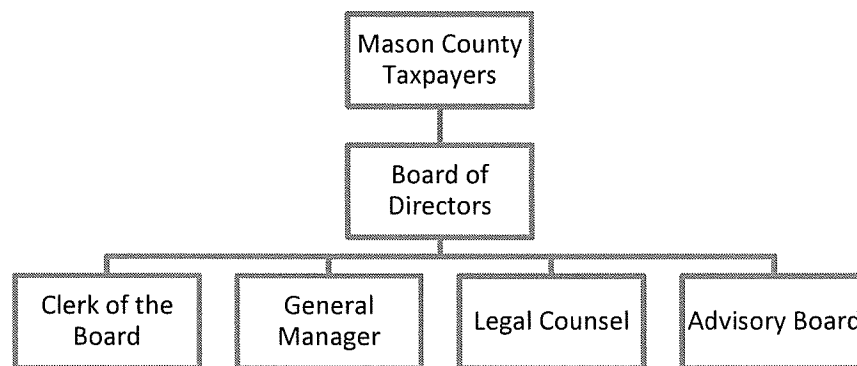 Mason County
Taxpayers
Board of
Directors
Clerk of the
Board
General
Manager
Legal Counsel
Advisory Board